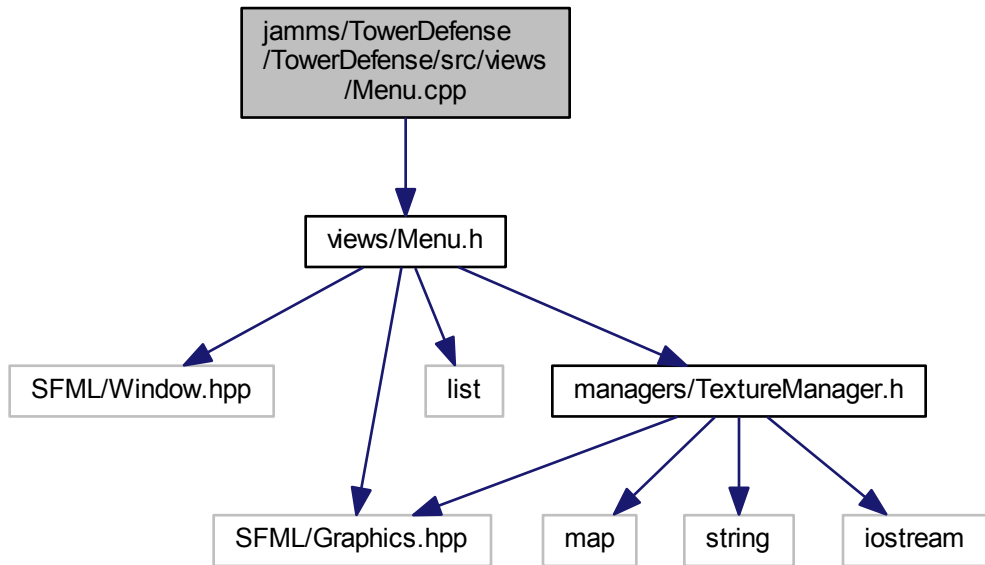 jamms/TowerDefense
/TowerDefense/src/views
/Menu.cpp
views/Menu.h
SFML/Window.hpp
list
managers/TextureManager.h
SFML/Graphics.hpp
map
string
iostream